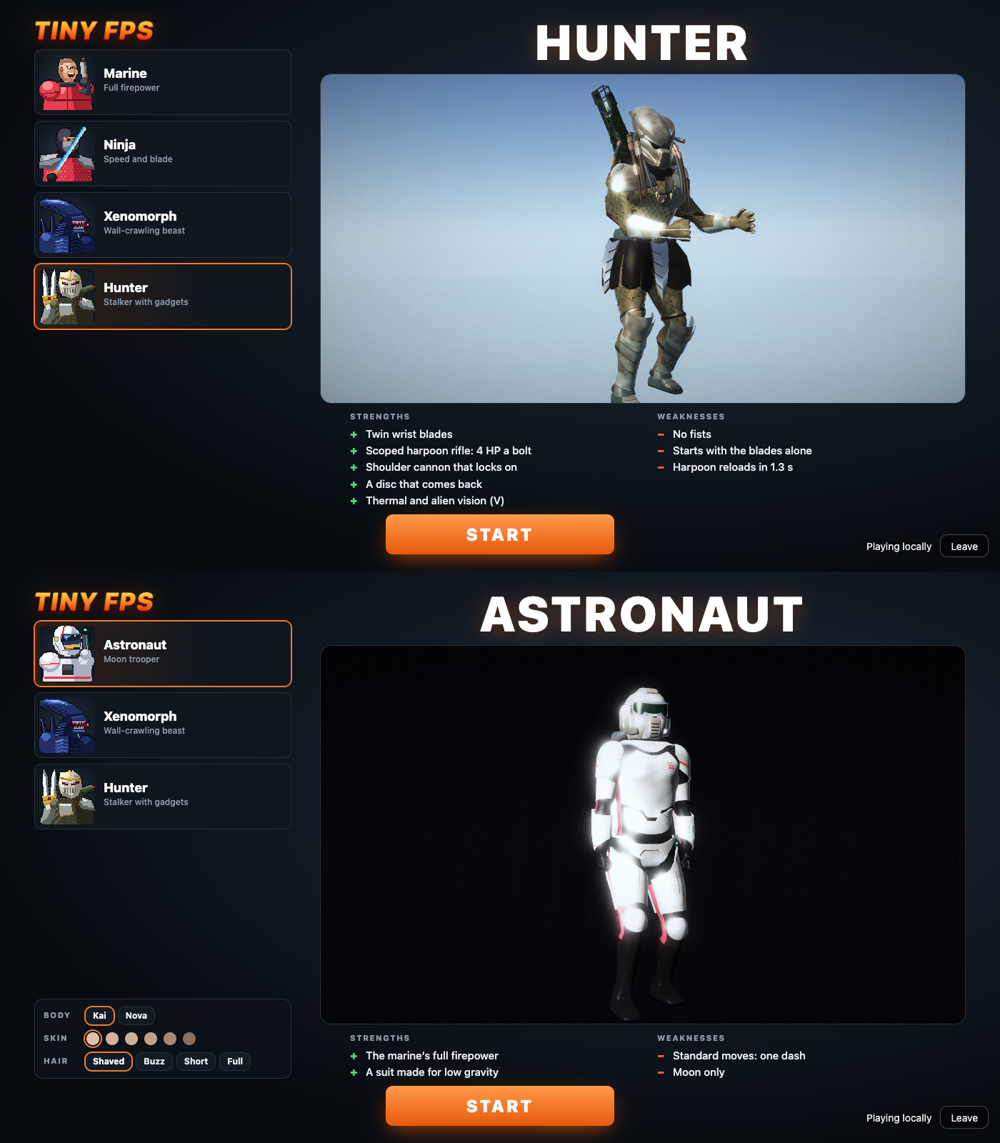 TINY FPS
HUNTER
Marine
Full firepower
Ninja
Speed and blade
Xenomorph
Wall-crawling beast
Hunter
Stalker with gadgets
STRENGTHS
+ Twin wrist blades
+ Scoped harpoon rifle: 4 HP a bolt
+ Shoulder cannon that locks on
+ A disc that comes back
+ Thermal and alien vision (V)
WEAKNESSES
− No fists
− Starts with the blades alone
− Harpoon reloads in 1.3 s
START
Playing locally Leave
TINY FPS
ASTRONAUT
Astronaut
Moon trooper
Xenomorph
Wall-crawling beast
Hunter
Stalker with gadgets
BODY Kai Nova
SKIN
HAIR Shaved Buzz Short Full
STRENGTHS
+ The marine’s full firepower
+ A suit made for low gravity
WEAKNESSES
− Standard moves: one dash
− Moon only
START
Playing locally Leave